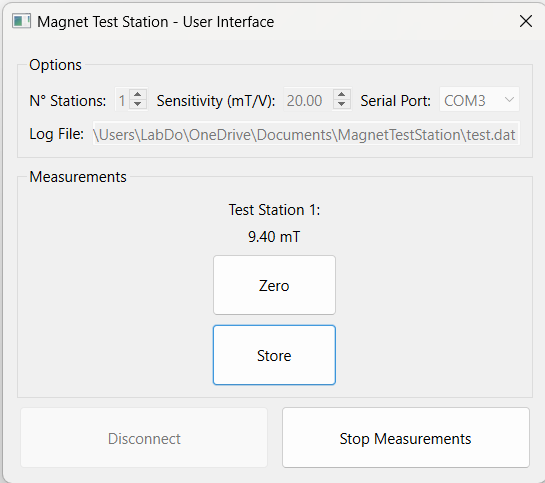 Magnet Test Station - User Interface
Options
N° Stations: 1 Sensitivity (mT/V): 20.00 Serial Port: COM3
Log File: \Users\LabDo\OneDrive\Documents\MagnetTestStation\test.dat
Measurements
Test Station 1:
9.40 mT
Zero
Store
Disconnect Stop Measurements